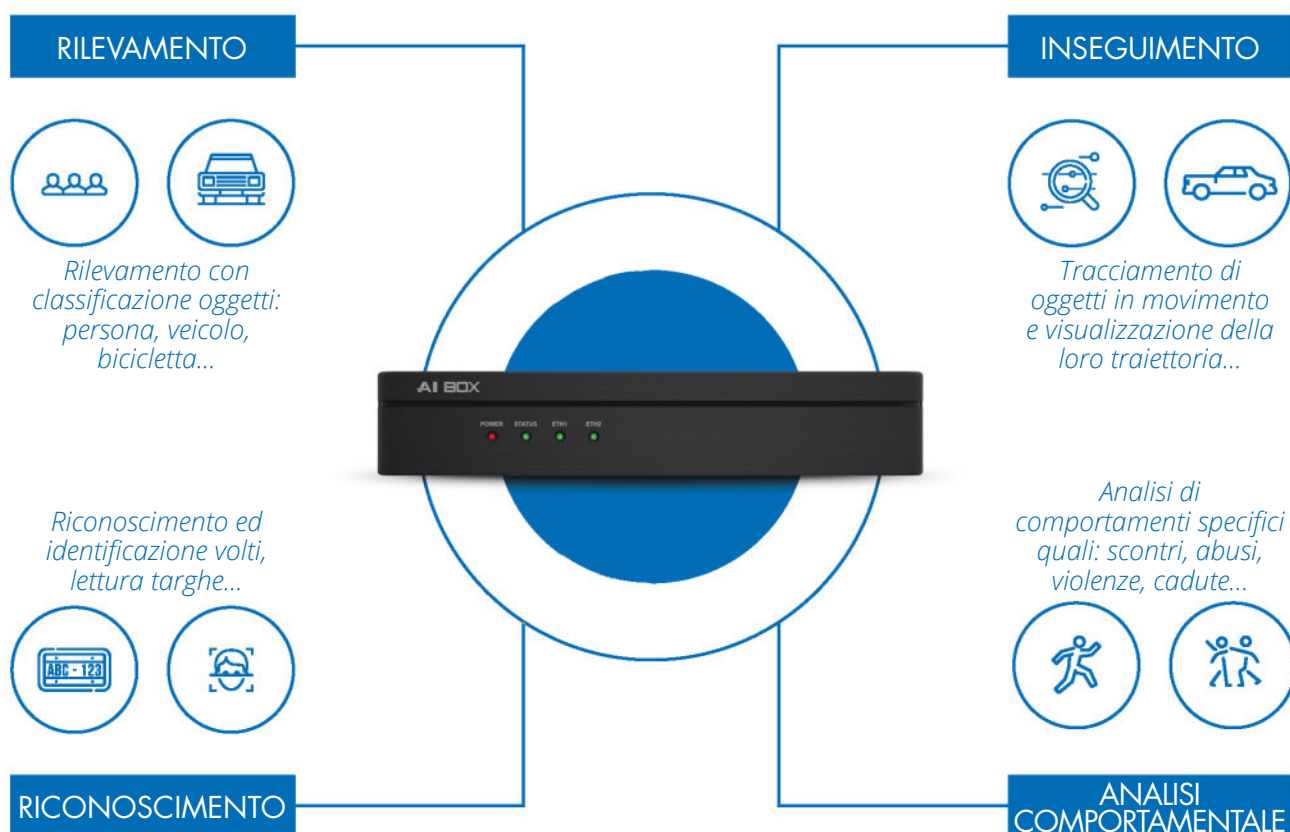 RILEVAMENTO
Rilevamento con
classificazione oggetti:
persona, veicolo,
bicicletta...
INSEGUIMENTO
Tracciamento di
oggetti in movimento
e visualizzazione della
loro traiettoria...
AI BOX
POWER STATUS ETH1 ETH2
Riconoscimento ed
identificazione volti,
lettura targhe...
ABC - 123
RICONOSCIMENTO
Analisi di
comportamenti specifici
quali: scontri, abusi,
violenze, cadute...
ANALISI
COMPORTAMENTALE